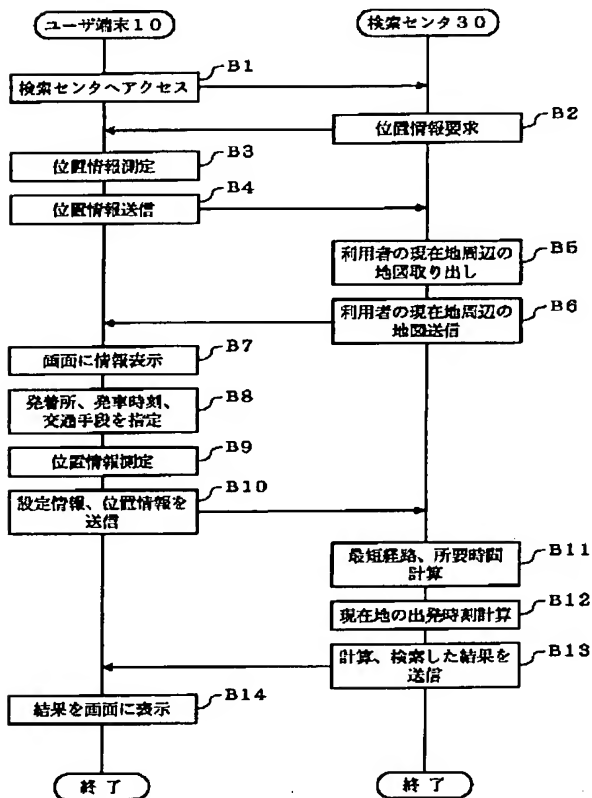 ユーザ端末10
検索センタ30
検索センタへアクセス
B1
位置情報要求
B2
位置情報測定
B3
位置情報送信
B4
利用者の現在地周辺の
地図取り出し
B5
利用者の現在地周辺の
地図送信
B6
画面に情報表示
B7
発着所、発車時刻、
交通手段を指定
B8
位置情報測定
B9
設定情報、位置情報を
送信
B10
最短経路、所要時間
計算
B11
現在地の出発時刻計算
B12
計算、検索した結果を
送信
B13
結果を画面に表示
B14
終了
終了